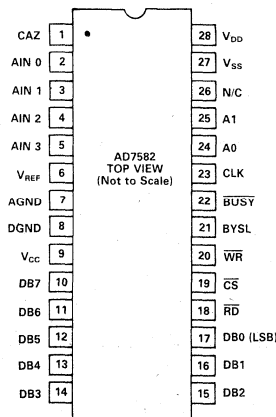 CAZ 1 28 VDD
AIN 0 2 27 VSS
AIN 1 3 26 N/C
AIN 2 4 25 A1
AIN 3 5 24 A0
AD7582
TOP VIEW
(Not to Scale)
VREF 6 23 CLK
AGND 7 22 BUSY
DGND 8 21 BYSL
VCC 9 20 WR
DB7 10 19 CS
DB6 11 18 RD
DB5 12 17 DB0 (LSB)
DB4 13 16 DB1
DB3 14 15 DB2